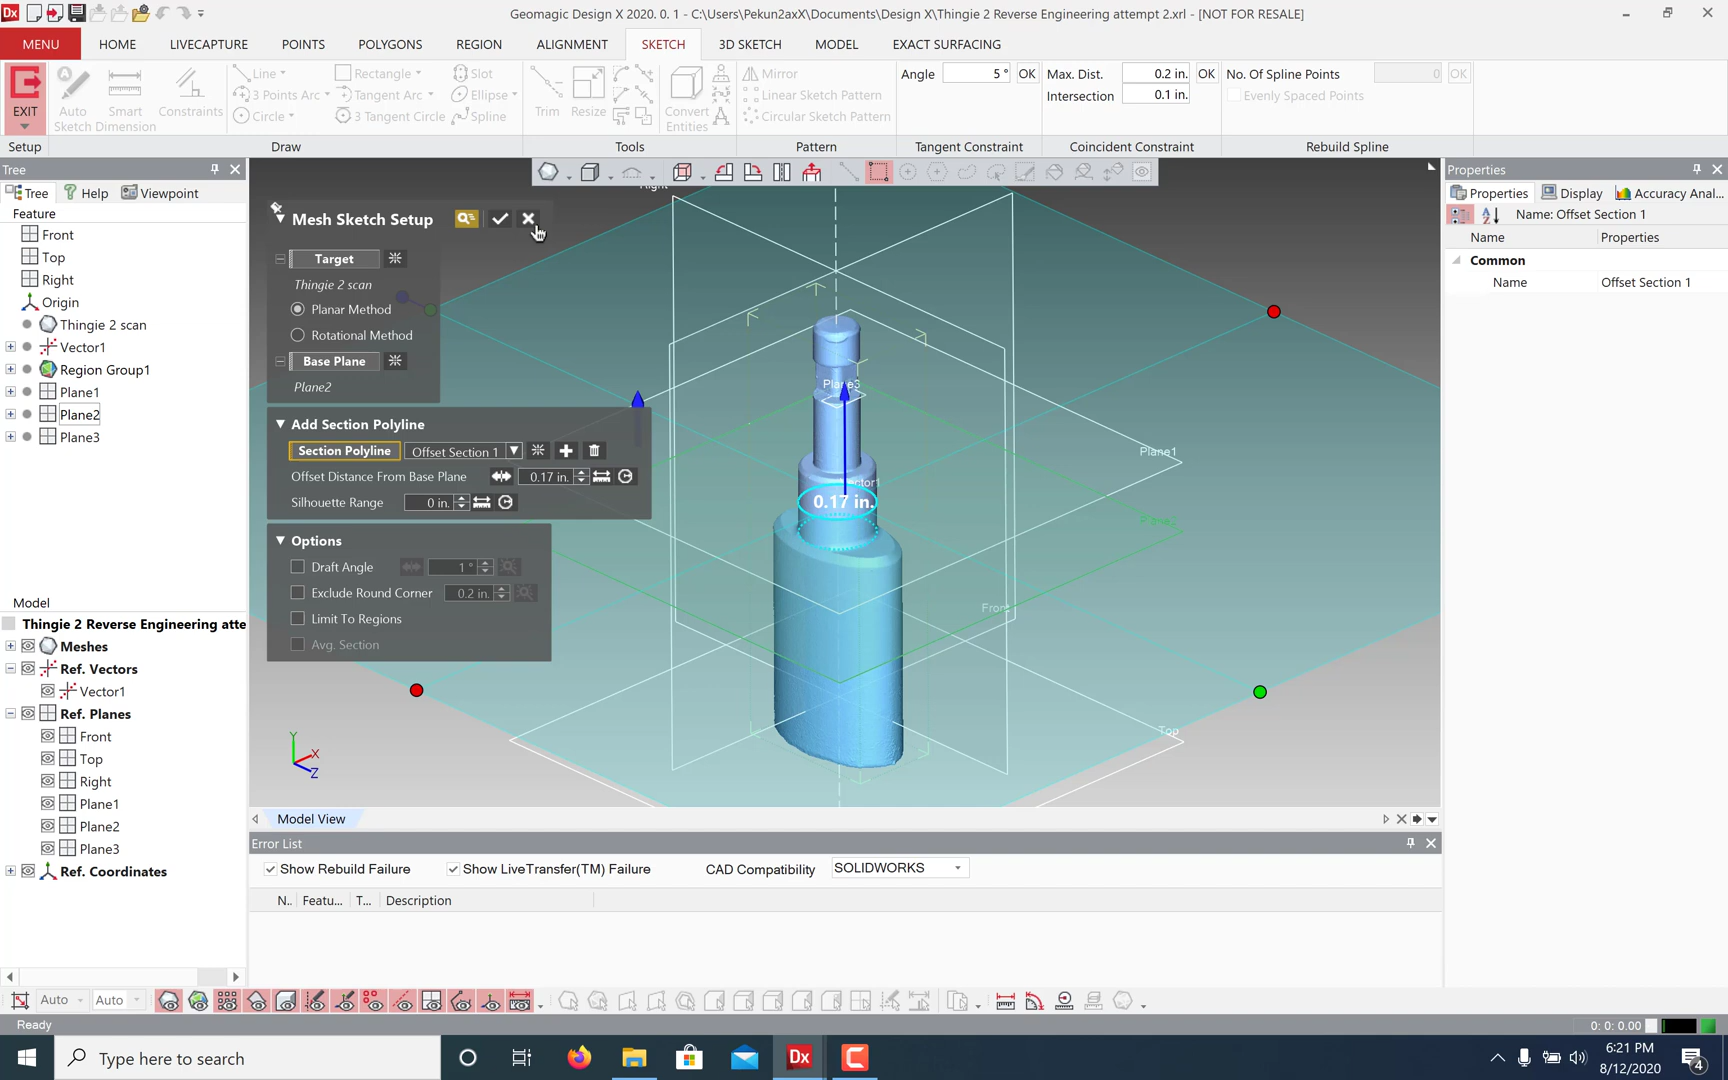 Dx
Geomagic Design X 2020. 0. 1 - C:\Users\Pekun2axX\Documents\Design X\Thingie 2 Reverse Engineering attempt 2.xrl - [NOT FOR RESALE]
MENU HOME LIVECAPTURE POINTS POLYGONS REGION ALIGNMENT SKETCH 3D SKETCH MODEL EXACT SURFACING
Line Rectangle Slot Mirror Angle 5 ° OK Max. Dist. 0.2 in. OK No. Of Spline Points 0 OK
3 Points Arc Tangent Arc Ellipse Linear Sketch Pattern Intersection 0.1 in. Evenly Spaced Points
EXIT Auto Sketch Smart Dimension Constraints Circle 3 Tangent Circle Spline Trim Resize Convert Entities Circular Sketch Pattern
Setup Draw Tools Pattern Tangent Constraint Coincident Constraint Rebuild Spline
Tree
Tree Help Viewpoint
Feature
Front
Top
Right
Origin
Thingie 2 scan
Vector1
Region Group1
Plane1
Plane2
Plane3
Model
Thingie 2 Reverse Engineering atte
Meshes
Ref. Vectors
Vector1
Ref. Planes
Front
Top
Right
Plane1
Plane2
Plane3
Ref. Coordinates
Mesh Sketch Setup
Target
Thingie 2 scan
Planar Method
Rotational Method
Base Plane
Plane2
Add Section Polyline
Section Polyline Offset Section 1
Offset Distance From Base Plane 0.17 in.
Silhouette Range 0 in.
Options
Draft Angle 1 °
Exclude Round Corner 0.2 in.
Limit To Regions
Avg. Section
Right
Plane3
Plane1
Vector1
0.17 in.
Plane2
Front
Top
Y
X
Z
Model View
Error List
Show Rebuild Failure Show LiveTransfer(TM) Failure CAD Compatibility SOLIDWORKS
N.. Featu... T... Description
Properties
Properties Display Accuracy Anal...
Name: Offset Section 1
Name Properties
Common
Name Offset Section 1
Auto Auto
Ready
0: 0: 0.00
Type here to search
Dx
6:21 PM
8/12/2020
4